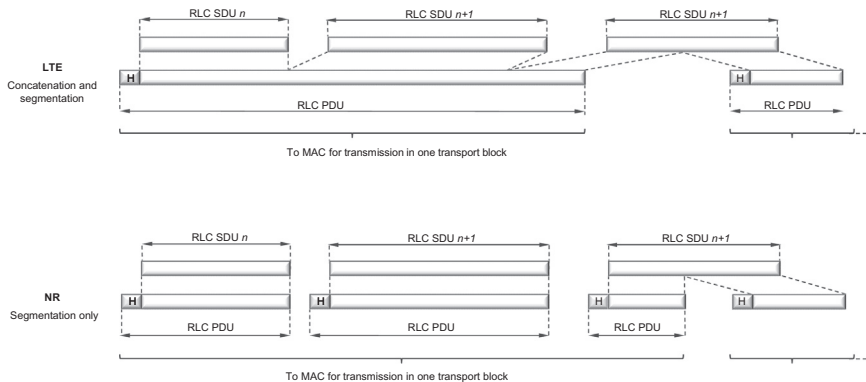 RLC SDU n
RLC SDU n+1
RLC SDU n+1
LTE
Concatenation and
segmentation
H
H
RLC PDU
RLC PDU
To MAC for transmission in one transport block
RLC SDU n
RLC SDU n+1
RLC SDU n+1
NR
Segmentation only
H
H
H
H
RLC PDU
RLC PDU
RLC PDU
To MAC for transmission in one transport block